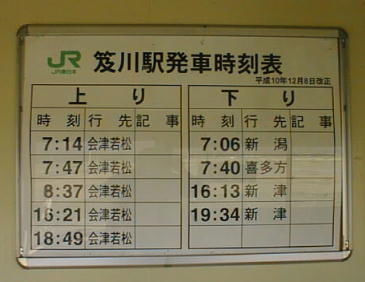 JR
JR東日本
笈川駅発車時刻表
平成10年12月8日改正
上り
時刻 行先 記事
7:14 会津若松
7:47 会津若松
8:37 会津若松
16:21 会津若松
18:49 会津若松
下り
時刻 行先 記事
7:06 新潟
7:40 喜多方
16:13 新津
19:34 新津